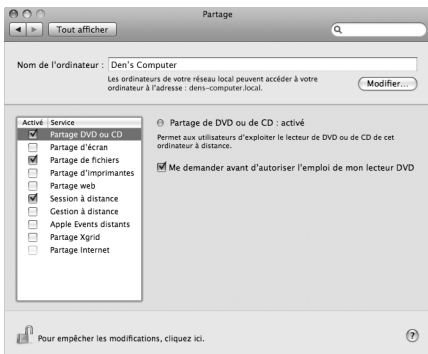 Partage
Tout afficher
Nom de l'ordinateur : Den's Computer
Les ordinateurs de votre réseau local peuvent accéder à votre
ordinateur à l'adresse : dens-computer.local.
Modifier...
Activé Service
Partage DVD ou CD
Partage d'écran
Partage de fichiers
Partage d'imprimantes
Partage web
Session à distance
Gestion à distance
Apple Events distants
Partage Xgrid
Partage Internet
Partage de DVD ou de CD : activé
Permet aux utilisateurs d'exploiter le lecteur de DVD ou de CD de cet
ordinateur à distance.
Me demander avant d'autoriser l'emploi de mon lecteur DVD
Pour empêcher les modifications, cliquez ici.
?